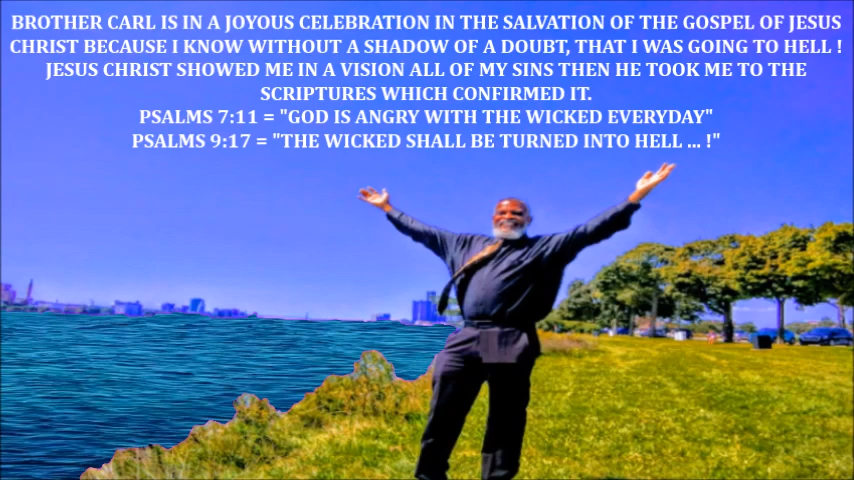 BROTHER CARL IS IN A JOYOUS CELEBRATION IN THE SALVATION OF THE GOSPEL OF JESUS
CHRIST BECAUSE I KNOW WITHOUT A SHADOW OF A DOUBT, THAT I WAS GOING TO HELL !
JESUS CHRIST SHOWED ME IN A VISION ALL OF MY SINS THEN HE TOOK ME TO THE
SCRIPTURES WHICH CONFIRMED IT.
PSALMS 7:11 = "GOD IS ANGRY WITH THE WICKED EVERYDAY"
PSALMS 9:17 = "THE WICKED SHALL BE TURNED INTO HELL ... !"